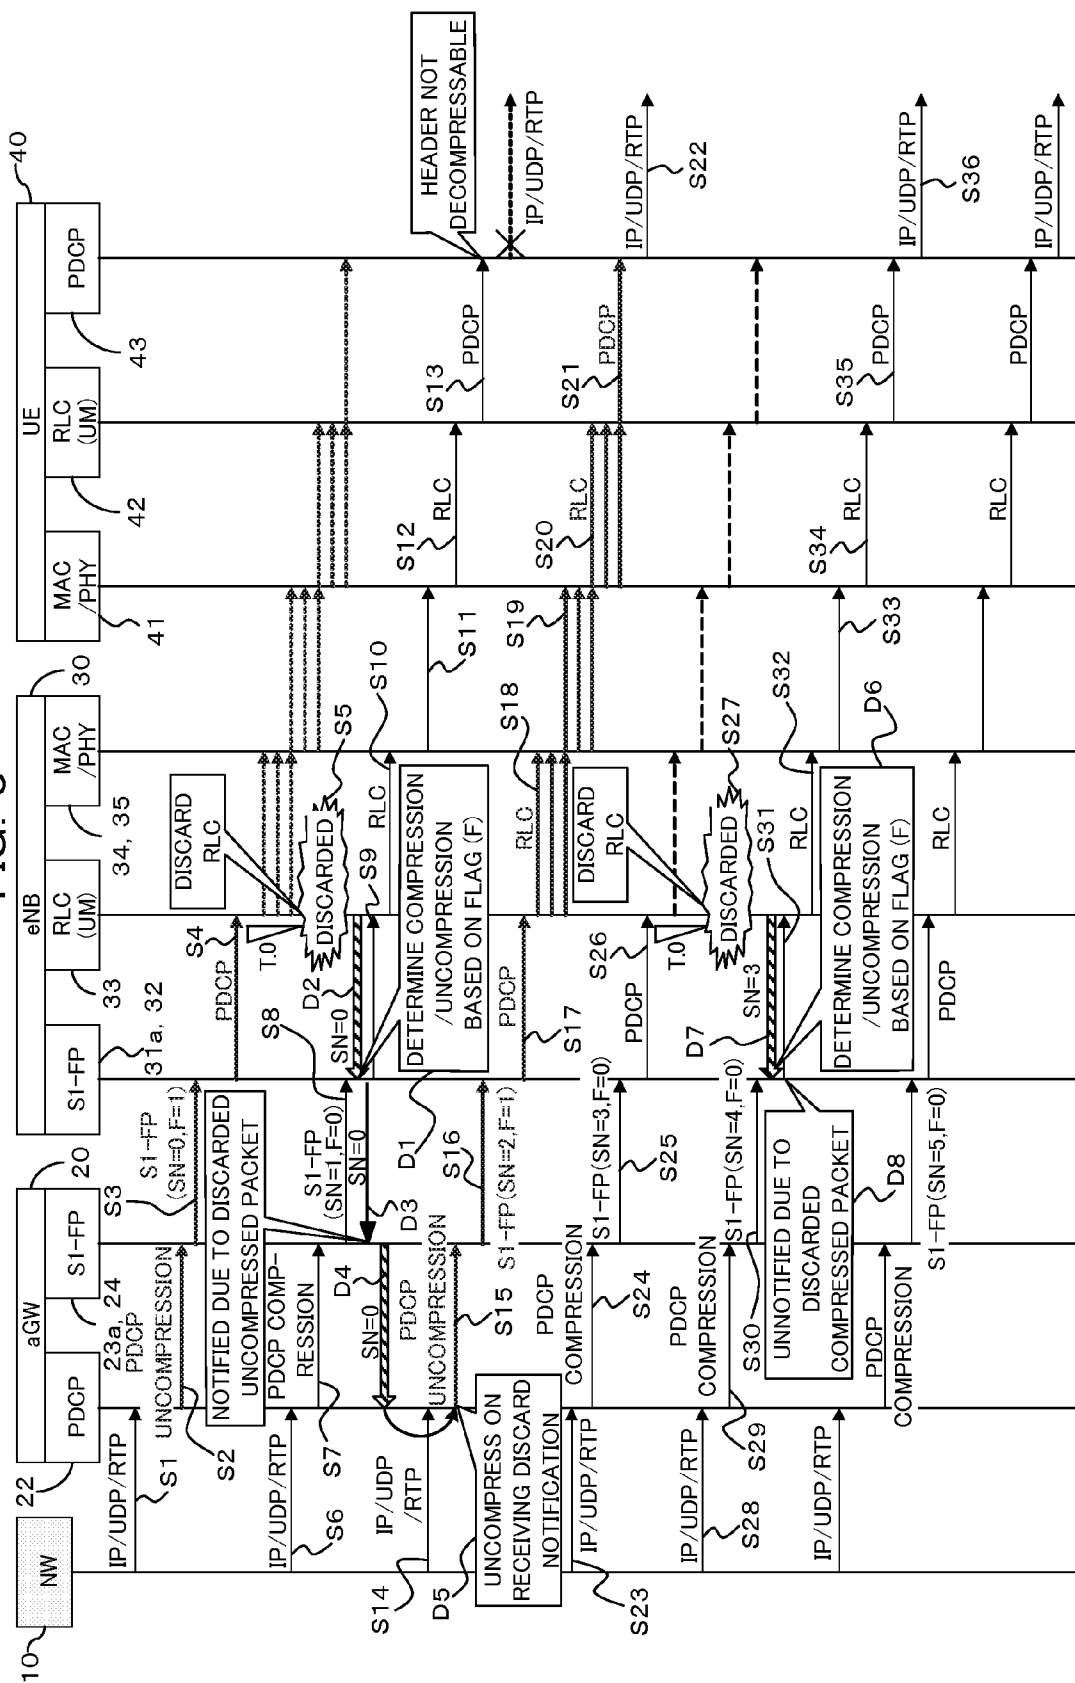 NW
10
aGW
20
PDCP
22
S1-FP
23a, 24
eNB
30
S1-FP
31a, 32
RLC
(UM)
33
MAC
/PHY
34, 35
UE
40
MAC
/PHY
41
RLC
(UM)
42
PDCP
43
IP/UDP/RTP
S1
PDCP
UNCOMPRESSION
S2
S3
S1-FP
(SN=0,F=1)
PDCP
S4
DISCARD
RLC
T.0
DISCARDED
S5
IP/UDP/RTP
S6
PDCP COMP-
RESSION
S7
NOTIFIED DUE TO DISCARDED
UNCOMPRESSED PACKET
S8
S1-FP
(SN=1,F=0)
D2
SN=0
S9
RLC
S10
S11
S12
RLC
S13
PDCP
HEADER NOT
DECOMPRESSABLE
IP/UDP/RTP
DETERMINE COMPRESSION
/UNCOMPRESSION
BASED ON FLAG (F)
D1
SN=0
D3
D4
SN=0
IP/UDP
/RTP
S14
PDCP
UNCOMPRESSION
S15
D5
UNCOMPRESS ON
RECEIVING DISCARD
NOTIFICATION
S16
S1-FP(SN=2,F=1)
PDCP
S17
RLC
S18
S19
S20
RLC
S21
PDCP
IP/UDP/RTP
S22
IP/UDP/RTP
S23
PDCP
COMPRESSION
S24
S1-FP(SN=3,F=0)
S25
S26
PDCP
DISCARD
RLC
T.0
DISCARDED
S27
IP/UDP/RTP
S28
PDCP
COMPRESSION
S29
S30
S1-FP(SN=4,F=0)
D7
SN=3
S31
RLC
S32
S33
S34
RLC
S35
PDCP
IP/UDP/RTP
S36
DETERMINE COMPRESSION
/UNCOMPRESSION
BASED ON FLAG (F)
D6
UNNOTIFIED DUE TO
DISCARDED
COMPRESSED PACKET
D8
IP/UDP/RTP
PDCP
COMPRESSION
S1-FP(SN=5,F=0)
PDCP
RLC
RLC
PDCP
IP/UDP/RTP